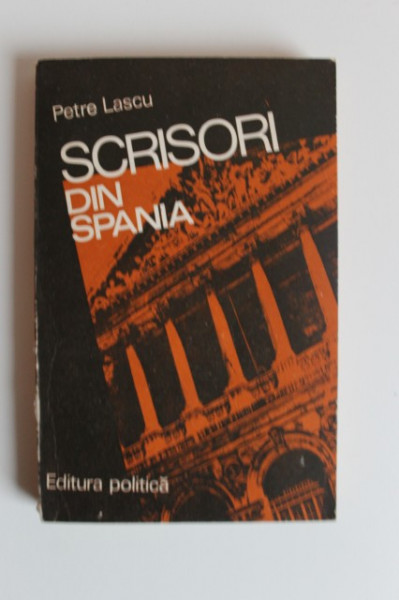 Petre Lascu
SCRISORI
DIN
SPANIA
Editura politică